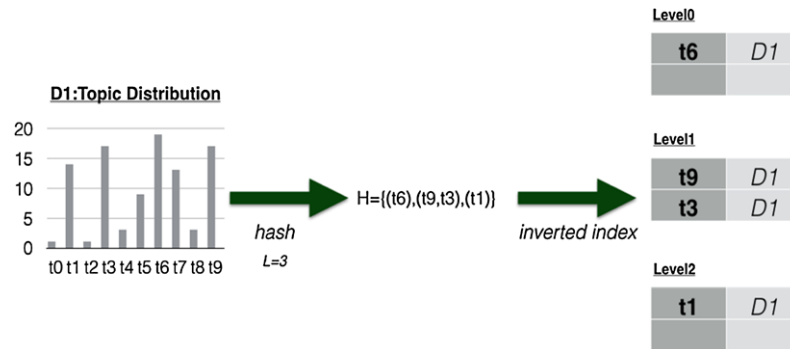 D1:Topic Distribution
20
15
10
5
0
t0 t1 t2 t3 t4 t5 t6 t7 t8 t9
hash
L=3
H={(t6),(t9,t3),(t1)}
inverted index
Level0
t6 D1
Level1
t9 D1
t3 D1
Level2
t1 D1